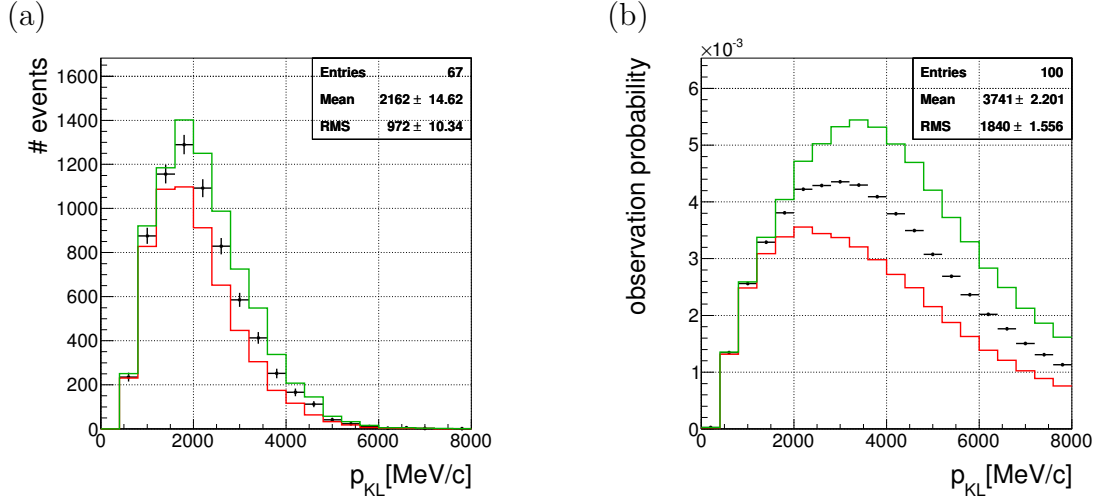 (a)
# events
1600
1400
1200
1000
800
600
400
200
0
0 2000 4000 6000 8000
p_KL [MeV/c]
Entries 67
Mean 2162 ± 14.62
RMS 972 ± 10.34
(b)
×10⁻³
observation probability
6
5
4
3
2
1
0
0 2000 4000 6000 8000
p_KL [MeV/c]
Entries 100
Mean 3741 ± 2.201
RMS 1840 ± 1.556